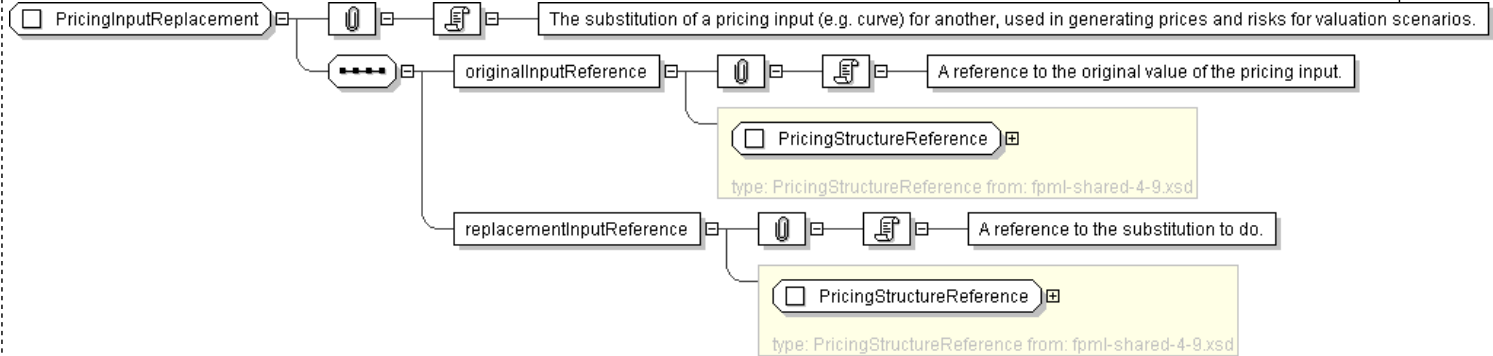 PricingInputReplacement
The substitution of a pricing input (e.g. curve) for another, used in generating prices and risks for valuation scenarios.
originalInputReference
A reference to the original value of the pricing input.
PricingStructureReference
type: PricingStructureReference from: fpml-shared-4-9.xsd
replacementInputReference
A reference to the substitution to do.
PricingStructureReference
type: PricingStructureReference from: fpml-shared-4-9.xsd